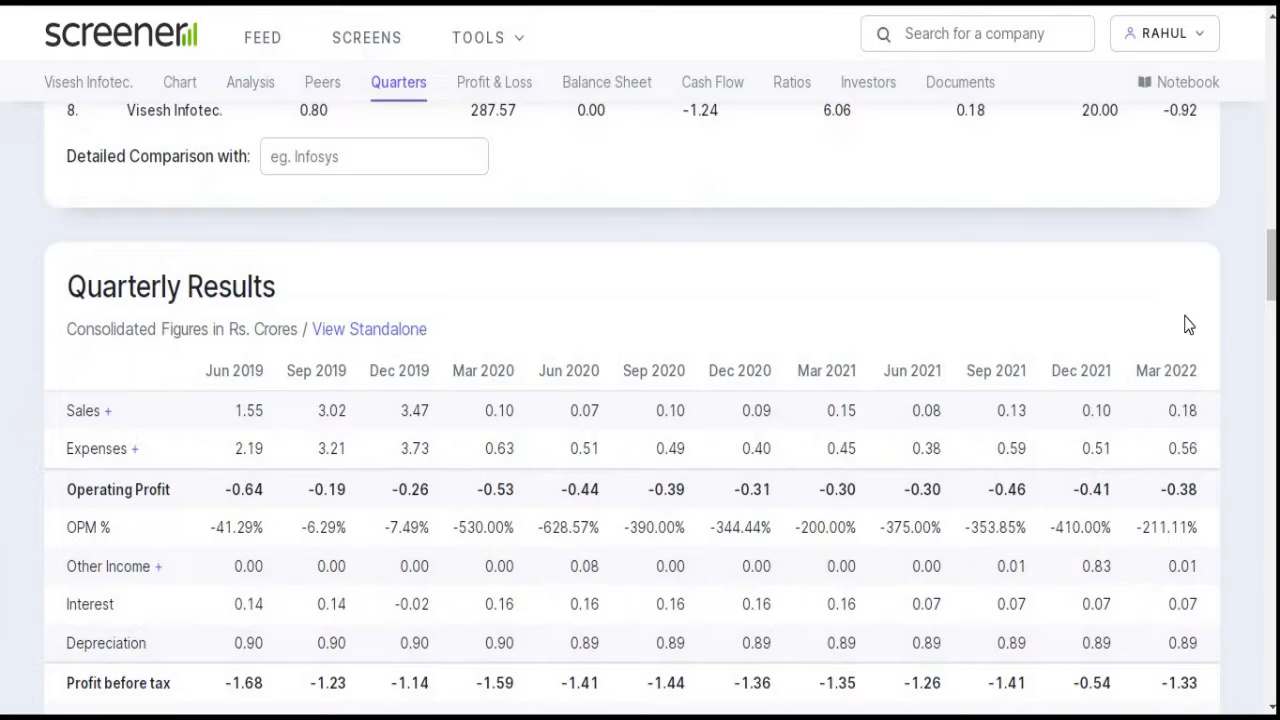 screener FEED SCREENS TOOLS Search for a company RAHUL
Visesh Infotec. Chart Analysis Peers Quarters Profit & Loss Balance Sheet Cash Flow Ratios Investors Documents Notebook
8. Visesh Infotec. 0.80 287.57 0.00 -1.24 6.06 0.18 20.00 -0.92
Detailed Comparison with: eg. Infosys
Quarterly Results
Consolidated Figures in Rs. Crores / View Standalone
Jun 2019 Sep 2019 Dec 2019 Mar 2020 Jun 2020 Sep 2020 Dec 2020 Mar 2021 Jun 2021 Sep 2021 Dec 2021 Mar 2022
Sales + 1.55 3.02 3.47 0.10 0.07 0.10 0.09 0.15 0.08 0.13 0.10 0.18
Expenses + 2.19 3.21 3.73 0.63 0.51 0.49 0.40 0.45 0.38 0.59 0.51 0.56
Operating Profit -0.64 -0.19 -0.26 -0.53 -0.44 -0.39 -0.31 -0.30 -0.30 -0.46 -0.41 -0.38
OPM % -41.29% -6.29% -7.49% -530.00% -628.57% -390.00% -344.44% -200.00% -375.00% -353.85% -410.00% -211.11%
Other Income + 0.00 0.00 0.00 0.00 0.08 0.00 0.00 0.00 0.00 0.01 0.83 0.01
Interest 0.14 0.14 -0.02 0.16 0.16 0.16 0.16 0.16 0.07 0.07 0.07 0.07
Depreciation 0.90 0.90 0.90 0.90 0.89 0.89 0.89 0.89 0.89 0.89 0.89 0.89
Profit before tax -1.68 -1.23 -1.14 -1.59 -1.41 -1.44 -1.36 -1.35 -1.26 -1.41 -0.54 -1.33